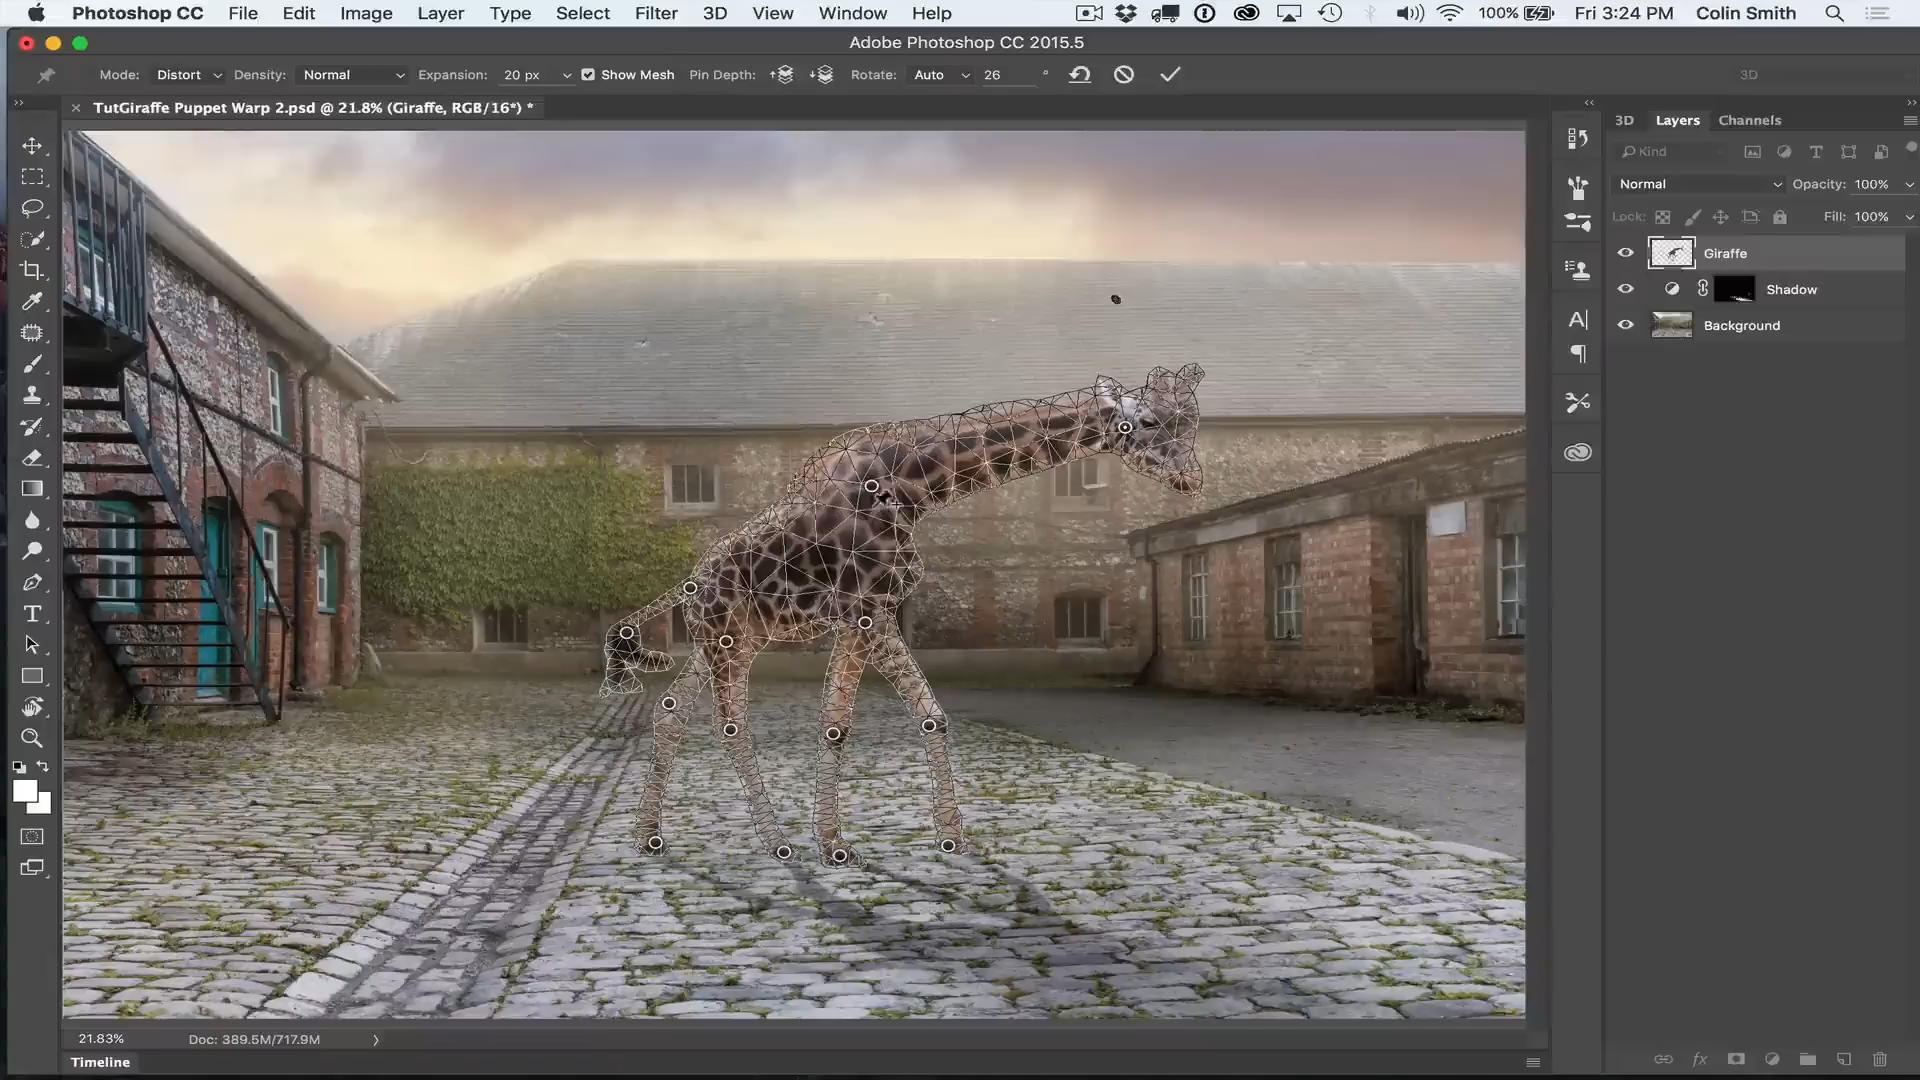 Photoshop CC File Edit Image Layer Type Select Filter 3D View Window Help 100% Fri 3:24 PM Colin Smith
Adobe Photoshop CC 2015.5
Mode: Distort Density: Normal Expansion: 20 px Show Mesh Pin Depth: Rotate: Auto 26 ° 3D
× TutGiraffe Puppet Warp 2.psd @ 21.8% (Giraffe, RGB/16*) *
3D Layers Channels
Kind
Normal Opacity: 100%
Lock: Fill: 100%
Giraffe
Shadow
Background
21.83% Doc: 389.5M/717.9M
Timeline